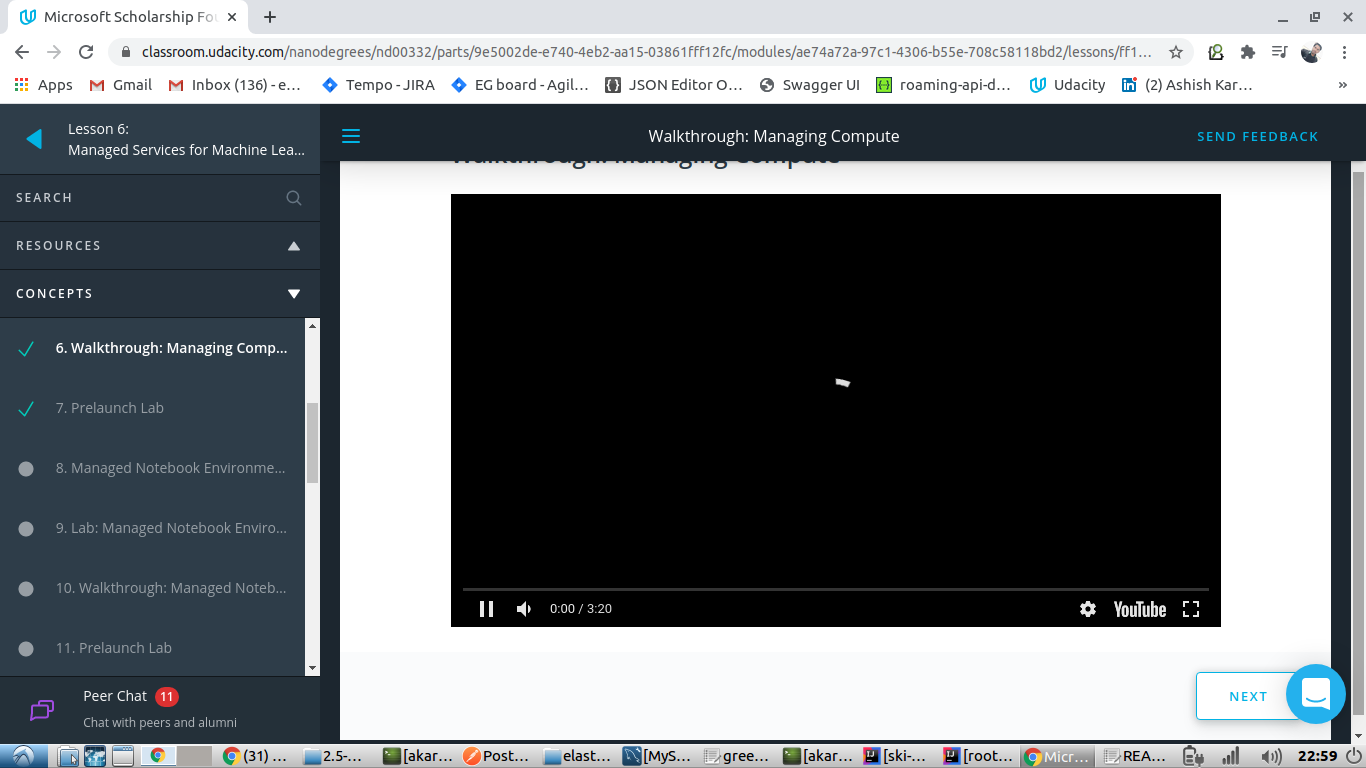 Microsoft Scholarship Fou
classroom.udacity.com/nanodegrees/nd00332/parts/9e5002de-e740-4eb2-aa15-03861fff12fc/modules/ae74a72a-97c1-4306-b55e-708c58118bd2/lessons/ff1...
Apps Gmail Inbox (136) - e... Tempo - JIRA EG board - Agil... JSON Editor O... Swagger UI roaming-api-d... Udacity (2) Ashish Kar... »
Lesson 6:
Managed Services for Machine Lea...
Walkthrough: Managing Compute
SEND FEEDBACK
Walkthrough: Managing Compute
SEARCH
RESOURCES
CONCEPTS
6. Walkthrough: Managing Comp...
7. Prelaunch Lab
8. Managed Notebook Environme...
9. Lab: Managed Notebook Enviro...
10. Walkthrough: Managed Noteb...
11. Prelaunch Lab
0:00 / 3:20
YouTube
Peer Chat 11
Chat with peers and alumni
NEXT
(31) ... 2.5-... [akar... Post... elast... [MyS... gree... [akar... [ski-... [root... Micr... REA... 22:59